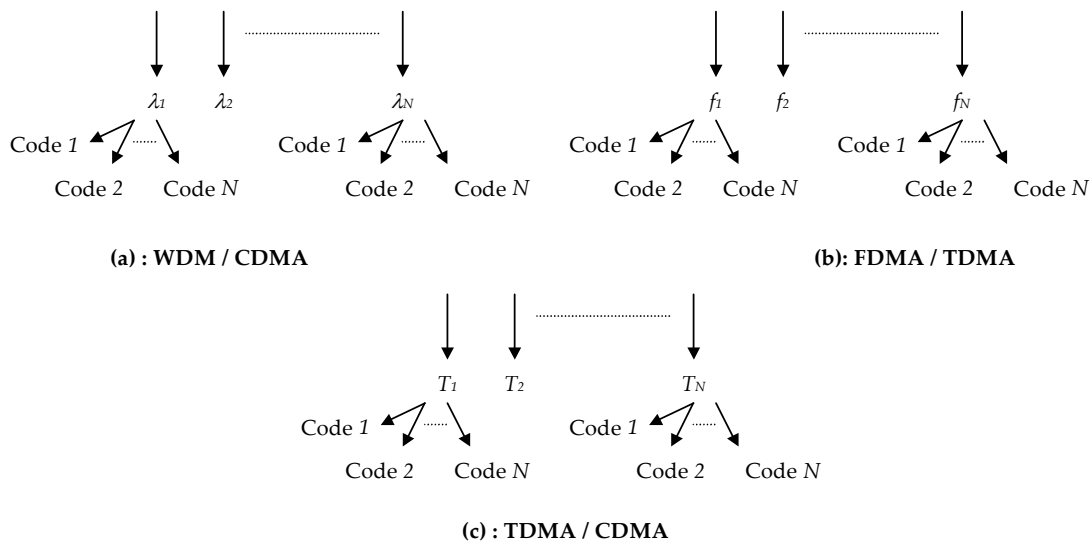 λ1 λ2 λN f1 f2 fN
Code 1 Code 1 Code 1 Code 1
Code 2 Code N Code 2 Code N Code 2 Code N Code 2 Code N
(a) : WDM / CDMA (b): FDMA / TDMA
T1 T2 TN
Code 1 Code 1
Code 2 Code N Code 2 Code N
(c) : TDMA / CDMA